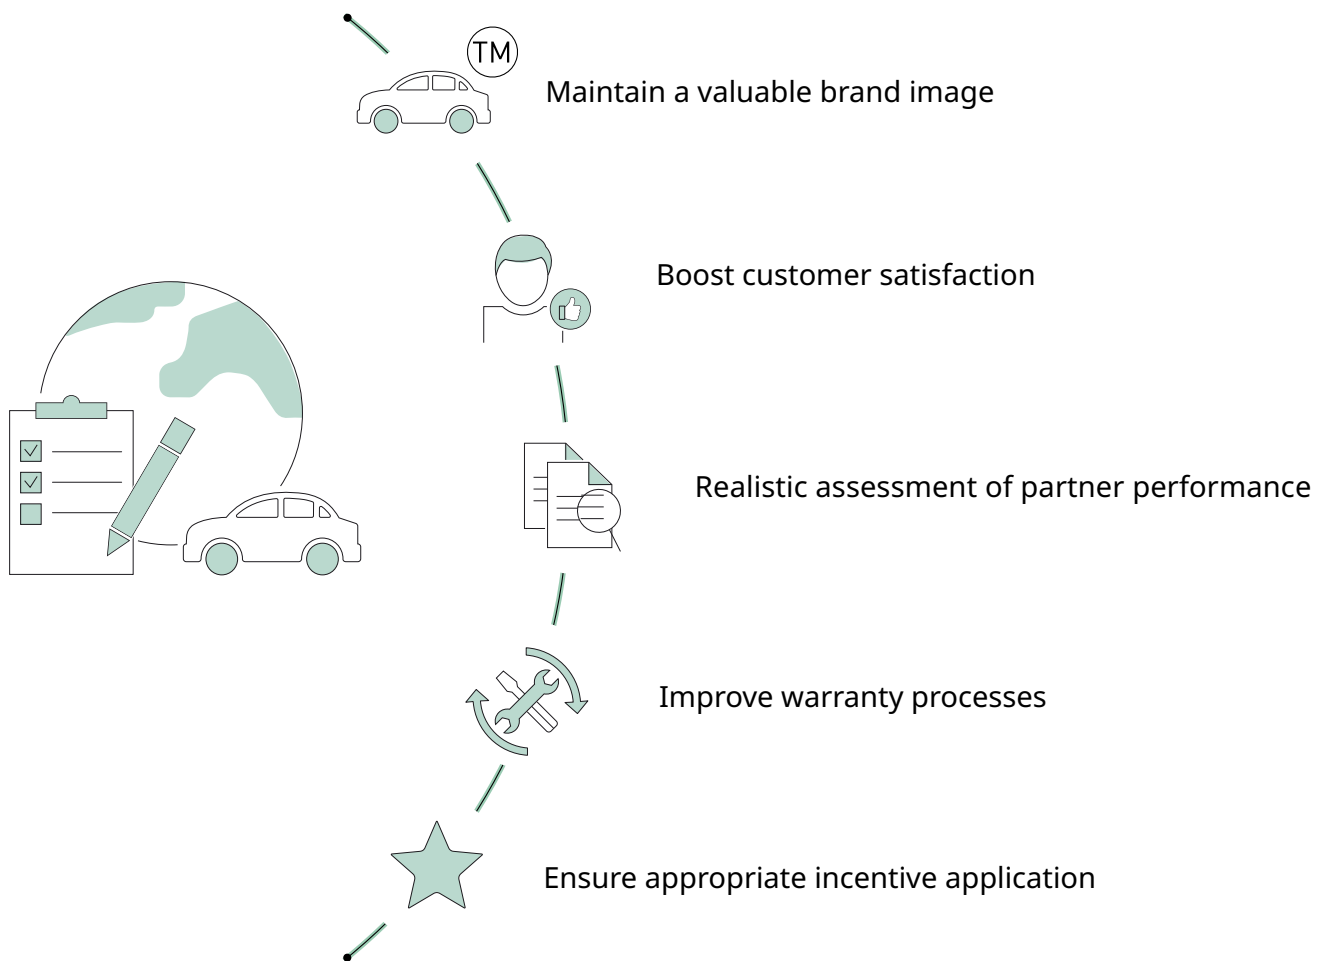 TM
Maintain a valuable brand image
Boost customer satisfaction
Realistic assessment of partner performance
Improve warranty processes
Ensure appropriate incentive application